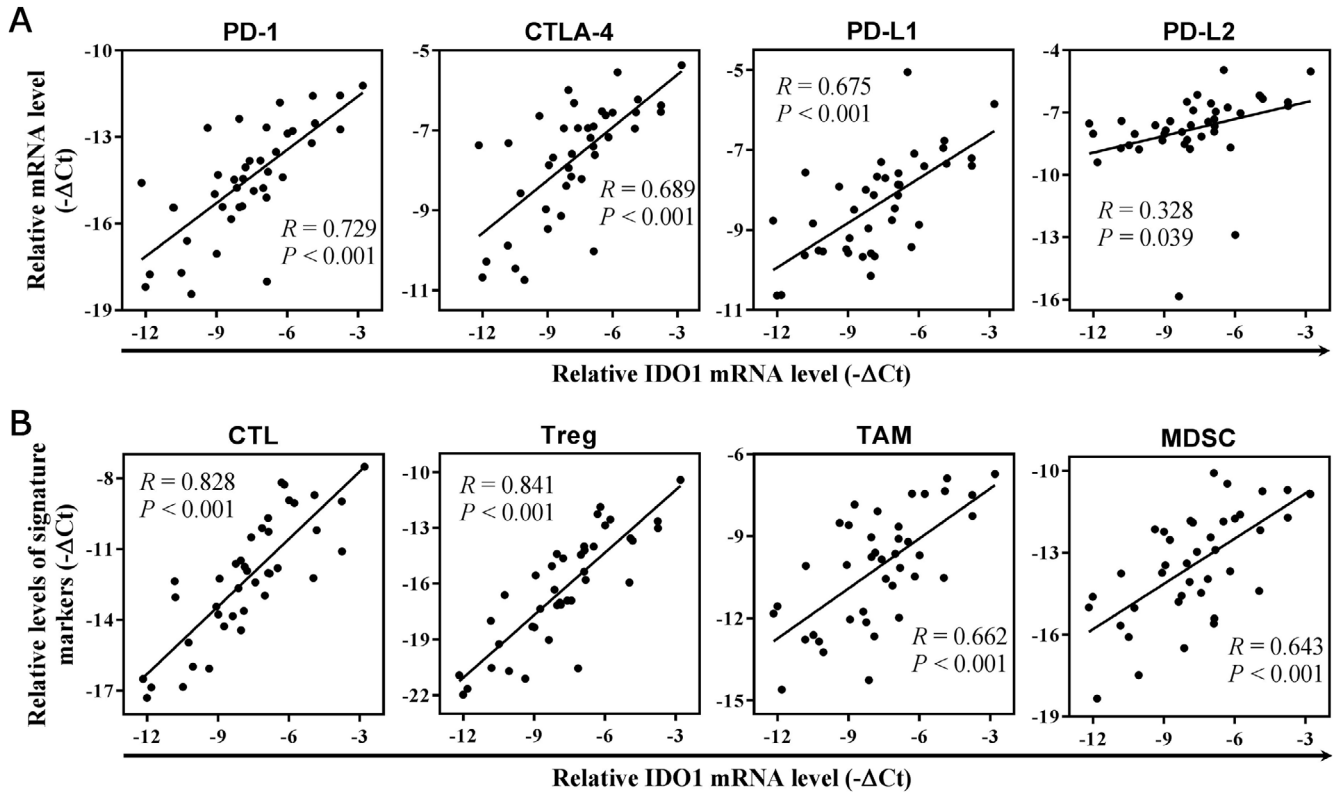 A
PD-1 CTLA-4 PD-L1 PD-L2
Relative mRNA level
(-ΔCt)
-10
-13
-16
-19
R = 0.729
P < 0.001
-12 -9 -6 -3
-5
-7
-9
-11
R = 0.689
P < 0.001
-12 -9 -6 -3
-5
-7
-9
-11
R = 0.675
P < 0.001
-12 -9 -6 -3
-4
-7
-10
-13
-16
R = 0.328
P = 0.039
-12 -9 -6 -3
Relative IDO1 mRNA level (-ΔCt)
B
CTL Treg TAM MDSC
Relative levels of signature
markers (-ΔCt)
-8
-11
-14
-17
R = 0.828
P < 0.001
-12 -9 -6 -3
-10
-13
-16
-19
-22
R = 0.841
P < 0.001
-12 -9 -6 -3
-6
-9
-12
-15
R = 0.662
P < 0.001
-12 -9 -6 -3
-10
-13
-16
-19
R = 0.643
P < 0.001
-12 -9 -6 -3
Relative IDO1 mRNA level (-ΔCt)